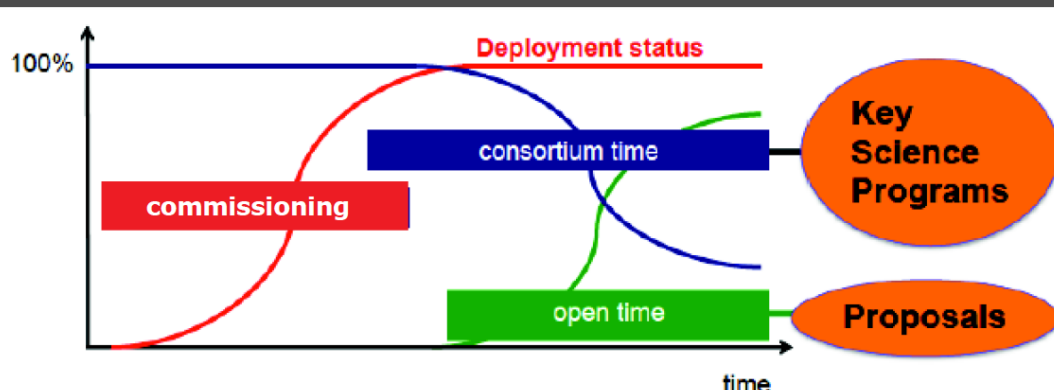 Deployment status
100%
Key
Science
Programs
consortium time
commissioning
open time
Proposals
time